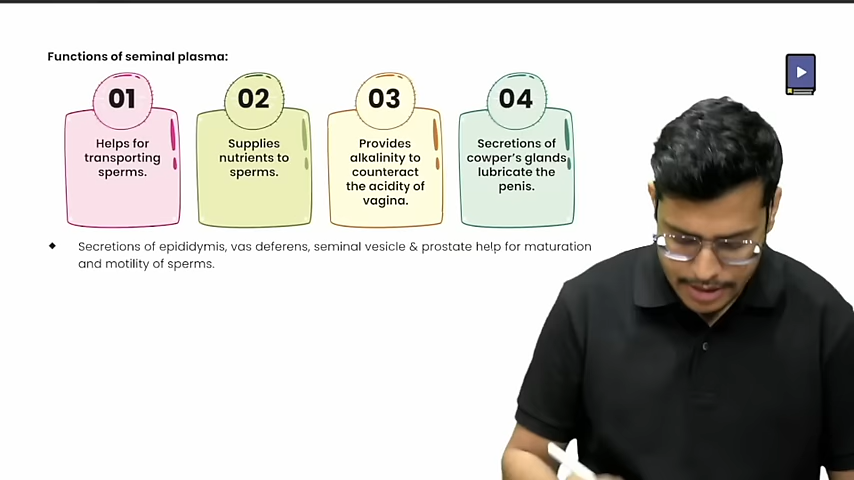 Functions of seminal plasma:
01
Helps for
transporting
sperms.
02
Supplies
nutrients to
sperms.
03
Provides
alkalinity to
counteract
the acidity of
vagina.
04
Secretions of
cowper's glands
lubricate the
penis.
Secretions of epididymis, vas deferens, seminal vesicle & prostate help for maturation
and motility of sperms.